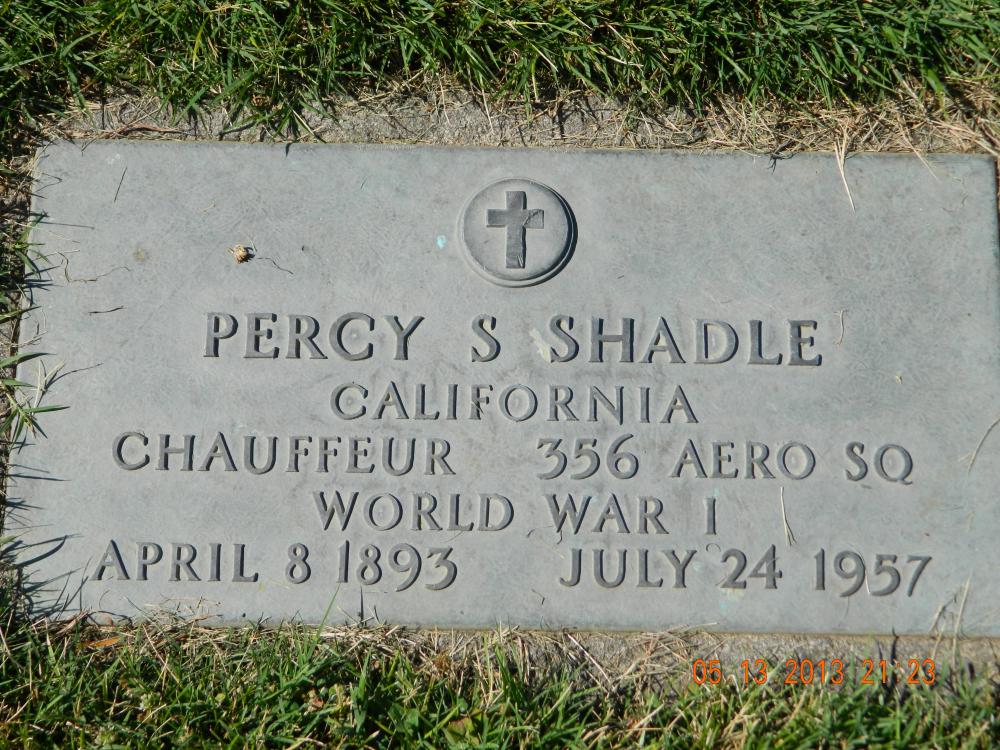 PERCY S SHADLE
CALIFORNIA
CHAUFFEUR 356 AERO SQ
WORLD WAR I
APRIL 8 1893 JULY 24 1957
05.13.2013 21:23